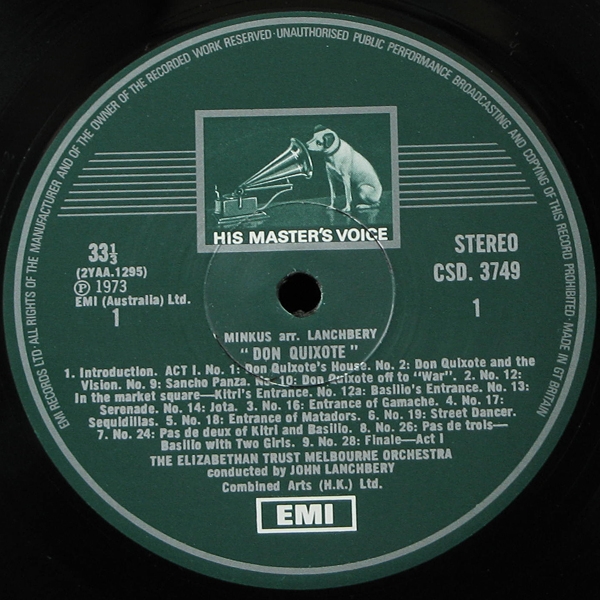 EMI RECORDS LTD·ALL RIGHTS OF THE MANUFACTURER AND OF THE OWNER OF THE RECORDED WORK RESERVED·UNAUTHORISED PUBLIC PERFORMANCE BROADCASTING AND COPYING OF THIS RECORD PROHIBITED·MADE IN GT BRITAIN
HIS MASTER'S VOICE
33⅓
(2YAA.1295)
Ⓟ 1973
EMI (Australia) Ltd.
1
STEREO
CSD. 3749
1
MINKUS arr. LANCHBERY
"DON QUIXOTE"
1. Introduction. ACT I. No. 1: Don Quixote's House. No. 2: Don Quixote and the
Vision. No. 9: Sancho Panza. No. 10: Don Quixote off to "War". 2. No. 12:
In the market square—Kitri's Entrance. No. 12a: Basilio's Entrance. No. 13:
Serenade. No. 14: Jota. 3. No. 16: Entrance of Gamache. 4. No. 17:
Sequidillas. 5. No. 18: Entrance of Matadors. 6. No. 19: Street Dancer.
7. No. 24: Pas de deux of Kitri and Basilio. 8. No. 26: Pas de trois—
Basilio with Two Girls. 9. No. 28: Finale—Act I
THE ELIZABETHAN TRUST MELBOURNE ORCHESTRA
conducted by JOHN LANCHBERY
Combined Arts (H.K.) Ltd.
EMI